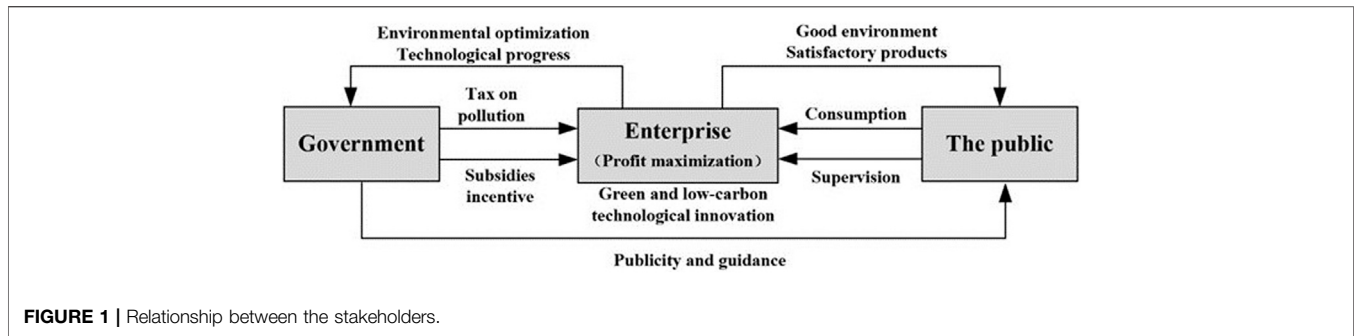 Environmental optimization
Technological progress
Good environment
Satisfactory products
Tax on
pollution
Consumption
Government
Enterprise
（Profit maximization）
The public
Subsidies
incentive
Supervision
Green and low-carbon
technological innovation
Publicity and guidance
FIGURE 1 | Relationship between the stakeholders.